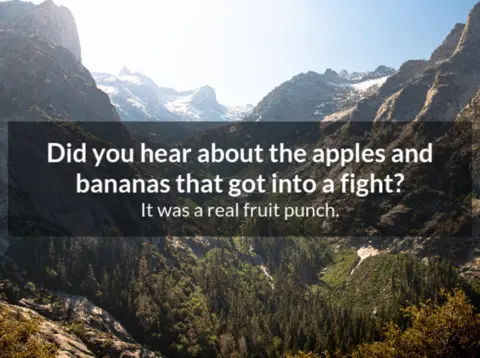 Did you hear about the apples and
bananas that got into a fight?
It was a real fruit punch.